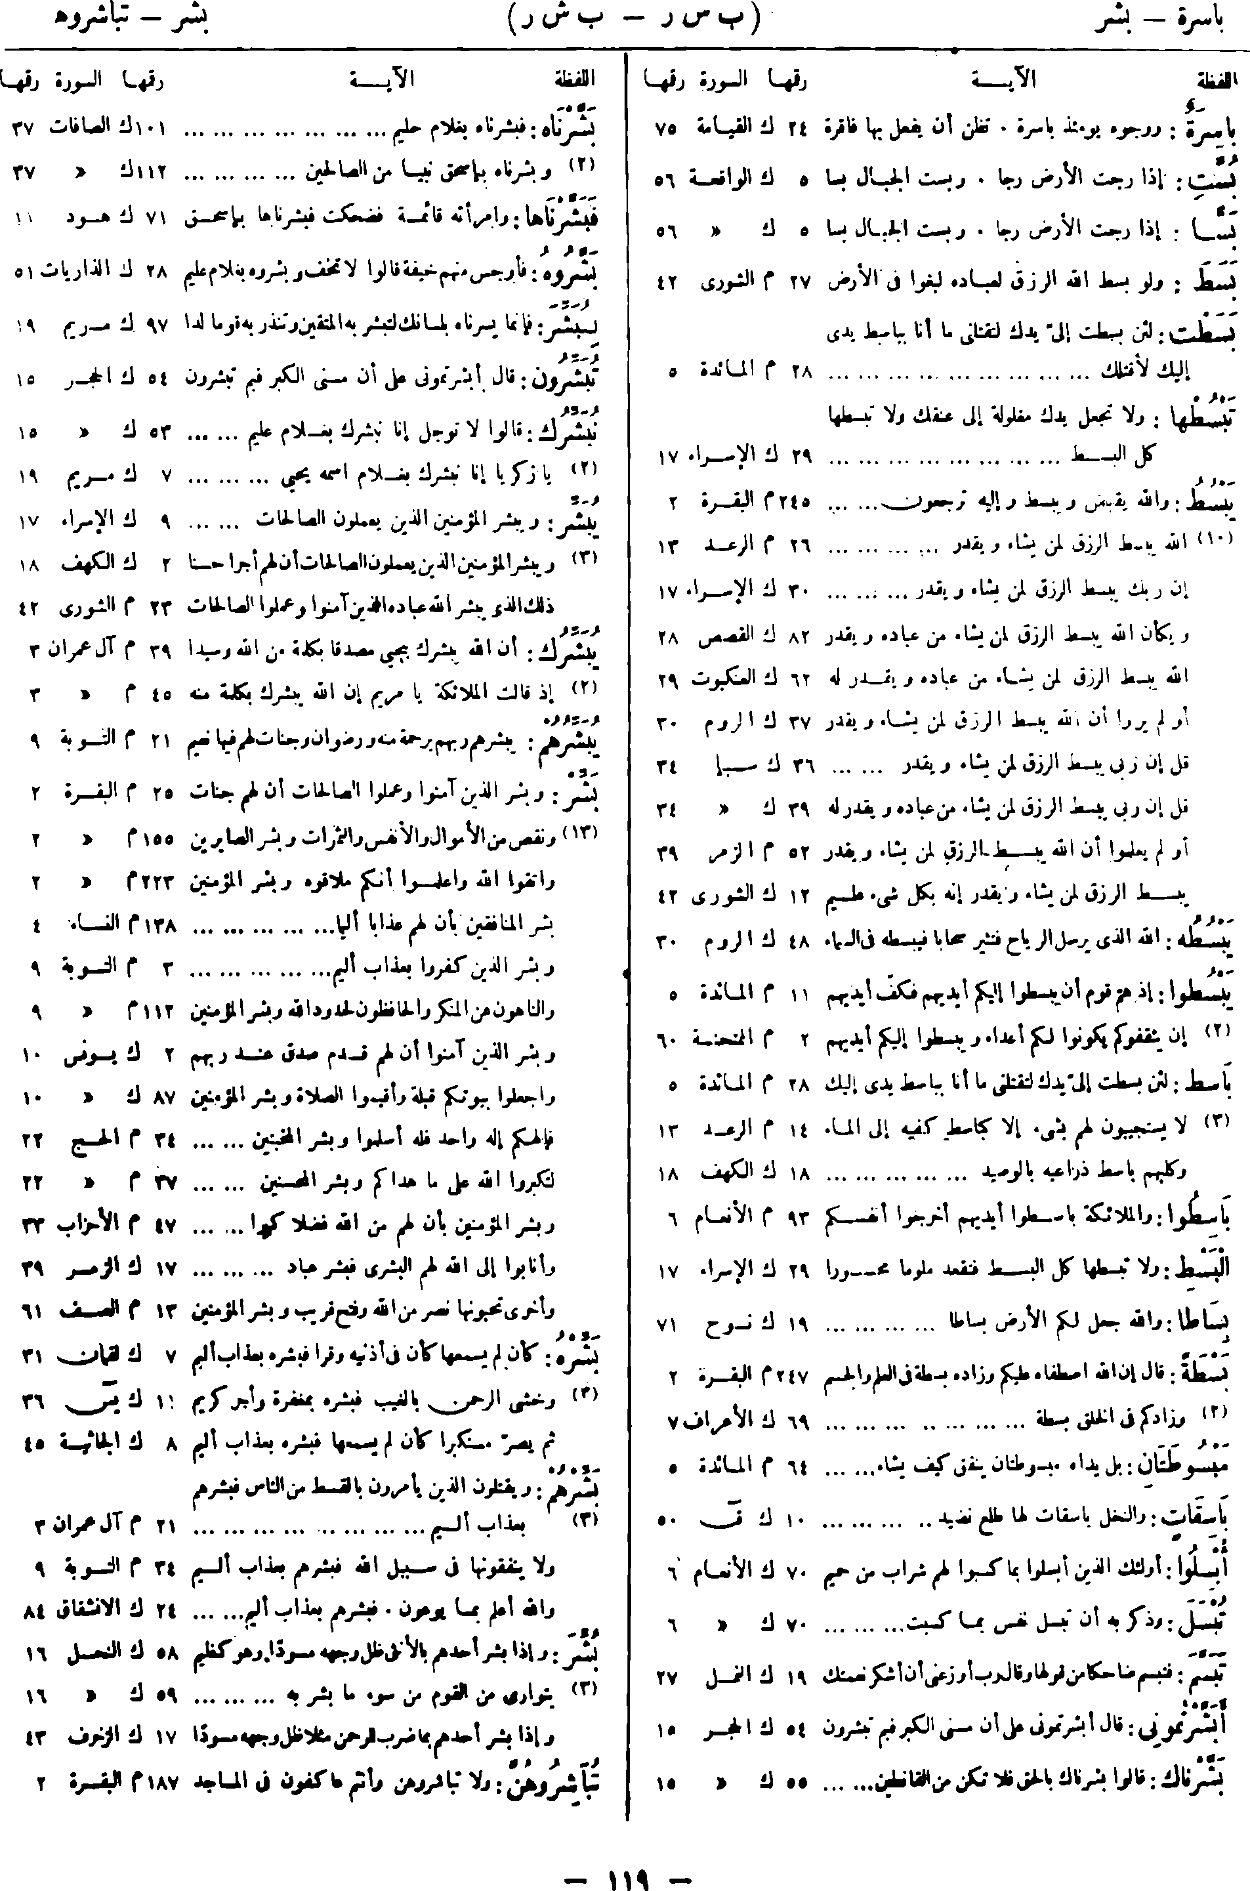 باسرة — بشر
(ب س ر — ب ش ر)
بشر — تباشروه
اللفظة الآيــة رقها السورة رقها
بَاسِرَةٌ : ووجوه يومئذ باسرة ٠ تظن أن يفعل بها فاقرة ٢٤ ك القيامة ٧٥
بُسَّتِ : إذا رجت الأرض رجا ٠ وبست الجبال بسا ٥ ك الواقعة ٥٦
بَسًّا : إذا رجت الأرض رجا ٠ وبست الجبال بسا ٥ ك « ٥٦
بَسَطَ : ولو بسط الله الرزق لعباده لبغوا فى الأرض ٢٧ م الشورى ٤٢
بَسَطْتَ : لئن بسطت إلىّ يدك لتقتلنى ما أنا بباسط يدى
إليك لأقتلك ... ... ... ... ... ... ... ... ... ٢٨ م المائدة ٥
تَبْسُطْها : ولا تجعل يدك مغلولة إلى عنقك ولا تبسطها
كل البسط ... ... ... ... ... ... ... ... ٢٩ ك الإسراء ١٧
يَبْسُطُ : والله يقبض ويبسط وإليه ترجعون ... ... ٢٤٥ م البقرة ٢
(١٠) الله يبسط الرزق لمن يشاء ويقدر ... ... ... ... ٢٦ م الرعد ١٣
إن ربك يبسط الرزق لمن يشاء ويقدر ... ... ... ٣٠ ك الإسراء ١٧
ويكأن الله يبسط الرزق لمن يشاء من عباده ويقدر ٨٢ ك القصص ٢٨
الله يبسط الرزق لمن يشاء من عباده ويقدر له ٦٢ ك العنكبوت ٢٩
أو لم يروا أن الله يبسط الرزق لمن يشاء ويقدر ٣٧ ك الروم ٣٠
قل إن ربى يبسط الرزق لمن يشاء ويقدر ... ... ٣٦ ك سبإ ٣٤
قل إن ربى يبسط الرزق لمن يشاء من عباده ويقدر له ٣٩ ك « ٣٤
أو لم يعلموا أن الله يبسط الرزق لمن يشاء ويقدر ٥٢ م الزمر ٣٩
يبسط الرزق لمن يشاء ويقدر إنه بكل شىء عليم ١٢ ك الشورى ٤٢
يَبْسُطُه : الله الذى يرسل الرياح فتثير سحابا فيبسطه فى السماء ٤٨ ك الروم ٣٠
يَبْسُطُوا : إذ هم قوم أن يبسطوا إليكم أيديهم فكف أيديهم ١١ م المائدة ٥
(٢) إن يثقفوكم يكونوا لكم أعداء ويبسطوا إليكم أيديهم ٢ م الممتحنة ٦٠
بَاسط : لئن بسطت إلىّ يدك لتقتلنى ما أنا بباسط يدى إليك ٢٨ م المائدة ٥
(٣) لا يستجيبون لهم بشىء إلا كباسط كفيه إلى الماء ١٤ م الرعد ١٣
وكلبهم باسط ذراعيه بالوصيد ... ... ... ... ... ١٨ ك الكهف ١٨
بَاسِطُوا : والملائكة باسطوا أيديهم أخرجوا أنفسكم ٩٣ م الأنعام ٦
الْبَسْطِ : ولا تبسطها كل البسط فتقعد ملوما محسورا ٢٩ ك الإسراء ١٧
بِسَاطا : والله جعل لكم الأرض بساطا ... ... ... ... ١٩ ك نوح ٧١
بَسْطَةً : قال إن الله اصطفاه عليكم وزاده بسطة فى العلم والجسم ٢٤٧ م البقرة ٢
(٢) وزادكم فى الخلق بسطة ... ... ... .. ... ... ... ٦٩ ك الأعراف ٧
مَبْسُوطَتَان : بل يداه مبسوطتان ينفق كيف يشاء ... ... ٦٤ م المائدة ٥
بَاسِقَاتٍ : والنخل باسقات لها طلع نضيد .. ... ... ... ١٠ ك قٓ ٥٠
أُبْسِلُوا : أولئك الذين أبسلوا بما كسبوا لهم شراب من حميم ٧٠ ك الأنعام ٦
تُبْسَلَ : وذكر به أن تبسل نفس بما كسبت ... ... ... ٧٠ ك « ٦
تَبَسَّمَ : فتبسم ضاحكا من قولها وقال رب أوزعنى أن أشكر نعمتك ١٩ ك النمل ٢٧
أَبَشَّرْتُمونِى : قال أبشرتمونى على أن مسنى الكبر فبم تبشرون ٥٤ ك الحجر ١٥
بَشَّرْنَاكَ : قالوا بشرناك بالحق فلا تكن من القانطين ... ... ٥٥ ك « ١٥
اللفظة الآيــة رقها السورة رقها
بَشَّرْنَاه : فبشرناه بغلام حليم ... ... ... ... ... ... ... ١٠١ ك الصافات ٣٧
(٢) وبشرناه بإسحق نبيا من الصالحين ... ... ... ... ١١٢ ك « ٣٧
فَبَشَّرْنَاها : وامرأته قائمة فضحكت فبشرناها بإسحق ٧١ ك هود ١١
بَشَّرُوهُ : فأوجس منهم خيفة قالوا لا تخف وبشروه بغلام عليم ٢٨ ك الذاريات ٥١
لِتُبَشِّرَ : فإنما يسرناه بلسانك لتبشر به المتقين وتنذر به قوما لدا ٩٧ ك مريم ١٩
تُبَشِّرُون : قال أبشرتمونى على أن مسنى الكبر فبم تبشرون ٥٤ ك الحجر ١٥
نُبَشِّرُك : قالوا لا توجل إنا نبشرك بغلام عليم ... ... ٥٣ ك « ١٥
(٢) يا زكريا إنا نبشرك بغلام اسمه يحيى ... ... ... ٧ ك مريم ١٩
يُبَشِّرُ : ويبشر المؤمنين الذين يعملون الصالحات ... ... ٩ ك الإسراء ١٧
(٣) ويبشر المؤمنين الذين يعملون الصالحات أن لهم أجرا حسنا ٢ ك الكهف ١٨
ذلك الذى يبشر الله عباده الذين آمنوا وعملوا الصالحات ٢٣ م الشورى ٤٢
يُبَشِّرُك : أن الله يبشرك بيحيى مصدقا بكلمة من الله وسيدا ٣٩ م آل عمران ٣
(٢) إذ قالت الملائكة يا مريم إن الله يبشرك بكلمة منه ٤٥ م « ٣
يُبَشِّرُهُم : يبشرهم ربهم برحمة منه ورضوان وجنات لهم فيها نعيم ٢١ م التوبة ٩
بَشِّر : وبشر الذين آمنوا وعملوا الصالحات أن لهم جنات ٢٥ م البقرة ٢
(١٣) ونقص من الأموال والأنفس والثمرات وبشر الصابرين ١٥٥ م « ٢
واتقوا الله واعلموا أنكم ملاقوه وبشر المؤمنين ٢٢٣ م « ٢
بشر المنافقين بأن لهم عذابا أليما ... ... ... ... ... ١٣٨ م النساء ٤
وبشر الذين كفروا بعذاب أليم ... ... ... ... ... ٣ م التوبة ٩
والناهون عن المنكر والحافظون لحدود الله وبشر المؤمنين ١١٢ م « ٩
وبشر الذين آمنوا أن لهم قدم صدق عند ربهم ٢ ك يونس ١٠
واجعلوا بيوتكم قبلة وأقيموا الصلاة وبشر المؤمنين ٨٧ ك « ١٠
فإلهكم إله واحد فله أسلموا وبشر المخبتين ... ... ٣٤ م الحج ٢٢
لتكبروا الله على ما هداكم وبشر المحسنين ... ... ٣٧ م « ٢٢
وبشر المؤمنين بأن لهم من الله فضلا كبيرا ... ... ٤٧ م الأحزاب ٣٣
وأنابوا إلى الله لهم البشرى فبشر عباد ... ... ... ١٧ ك الزمر ٣٩
وأخرى تحبونها نصر من الله وفتح قريب وبشر المؤمنين ١٣ م الصف ٦١
بَشِّرْهُ : كأن لم يسمعها كأن فى أذنيه وقرا فبشره بعذاب أليم ٧ ك لقمان ٣١
(٣) وخشى الرحمن بالغيب فبشره بمغفرة وأجر كريم ١١ ك يسٓ ٣٦
ثم يصرّ مستكبرا كأن لم يسمعها فبشره بعذاب أليم ٨ ك الجاثية ٤٥
بَشِّرْهُمْ : ويقتلون الذين يأمرون بالقسط من الناس فبشرهم
(٣) بعذاب أليم ... ... ... ... .. ... ... ... ٢١ م آل عمران ٣
ولا ينفقونها فى سبيل الله فبشرهم بعذاب أليم ٣٤ م التوبة ٩
والله أعلم بما يوعون ٠ فبشرهم بعذاب أليم ... ... ٢٤ ك الانشقاق ٨٤
بُشِّرَ : وإذا بشر أحدهم بالأنثى ظل وجهه مسودّا وهو كظيم ٥٨ ك النحل ١٦
(٣) يتوارى من القوم من سوء ما بشر به ... ... ... ٥٩ ك « ١٦
وإذا بشر أحدهم بما ضرب للرحمن مثلا ظل وجهه مسودّا ١٧ ك الزخرف ٤٣
تُبَاشِرُوهُنَّ : ولا تباشروهن وأنتم عاكفون فى المساجد ١٨٧ م البقرة ٢
— ١١٩ —